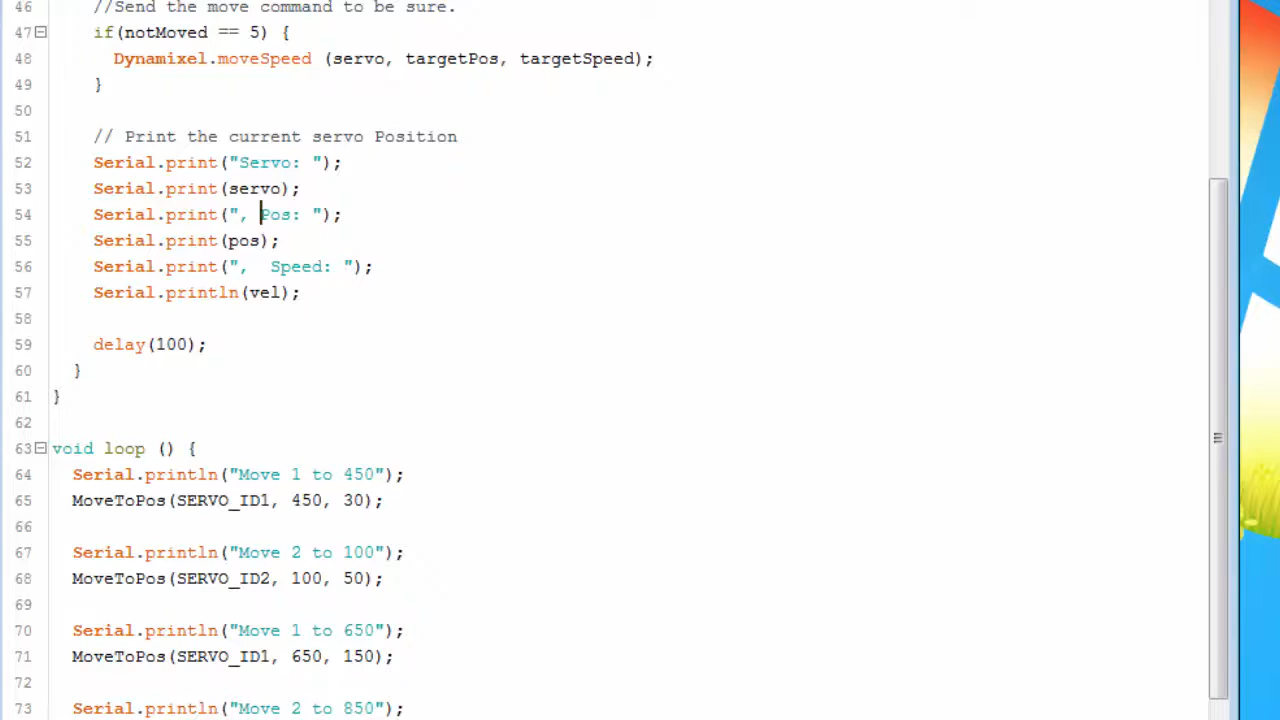 46 //Send the move command to be sure.
47 if(notMoved == 5) {
48 Dynamixel.moveSpeed (servo, targetPos, targetSpeed);
49 }
50
51 // Print the current servo Position
52 Serial.print("Servo: ");
53 Serial.print(servo);
54 Serial.print(", Pos: ");
55 Serial.print(pos);
56 Serial.print(",  Speed: ");
57 Serial.println(vel);
58
59 delay(100);
60 }
61 }
62
63 void loop () {
64 Serial.println("Move 1 to 450");
65 MoveToPos(SERVO_ID1, 450, 30);
66
67 Serial.println("Move 2 to 100");
68 MoveToPos(SERVO_ID2, 100, 50);
69
70 Serial.println("Move 1 to 650");
71 MoveToPos(SERVO_ID1, 650, 150);
72
73 Serial.println("Move 2 to 850");